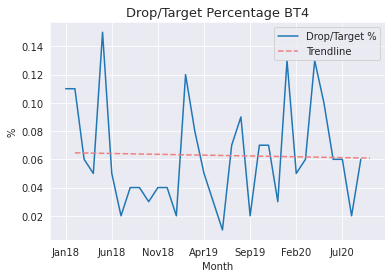 Drop/Target Percentage BT4
Drop/Target %
Trendline
0.14
0.12
0.10
0.08
0.06
0.04
0.02
%
Jan18 Jun18 Nov18 Apr19 Sep19 Feb20 Jul20
Month